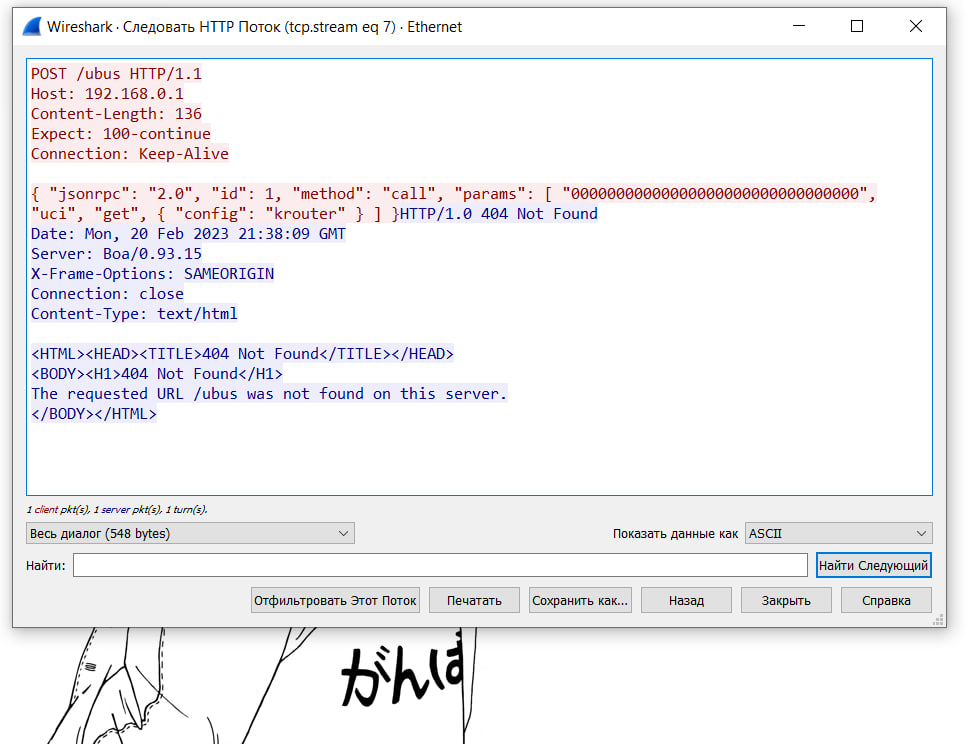 Wireshark · Следовать HTTP Поток (tcp.stream eq 7) · Ethernet
POST /ubus HTTP/1.1
Host: 192.168.0.1
Content-Length: 136
Expect: 100-continue
Connection: Keep-Alive
{ "jsonrpc": "2.0", "id": 1, "method": "call", "params": [ "00000000000000000000000000000000",
"uci", "get", { "config": "krouter" } ] }HTTP/1.0 404 Not Found
Date: Mon, 20 Feb 2023 21:38:09 GMT
Server: Boa/0.93.15
X-Frame-Options: SAMEORIGIN
Connection: close
Content-Type: text/html
<HTML><HEAD><TITLE>404 Not Found</TITLE></HEAD>
<BODY><H1>404 Not Found</H1>
The requested URL /ubus was not found on this server.
</BODY></HTML>
1 client pkt(s), 1 server pkt(s), 1 turn(s).
Весь диалог (548 bytes) Показать данные как ASCII
Найти: Найти Следующий
Отфильтровать Этот Поток Печатать Сохранить как... Назад Закрыть Справка
がんば